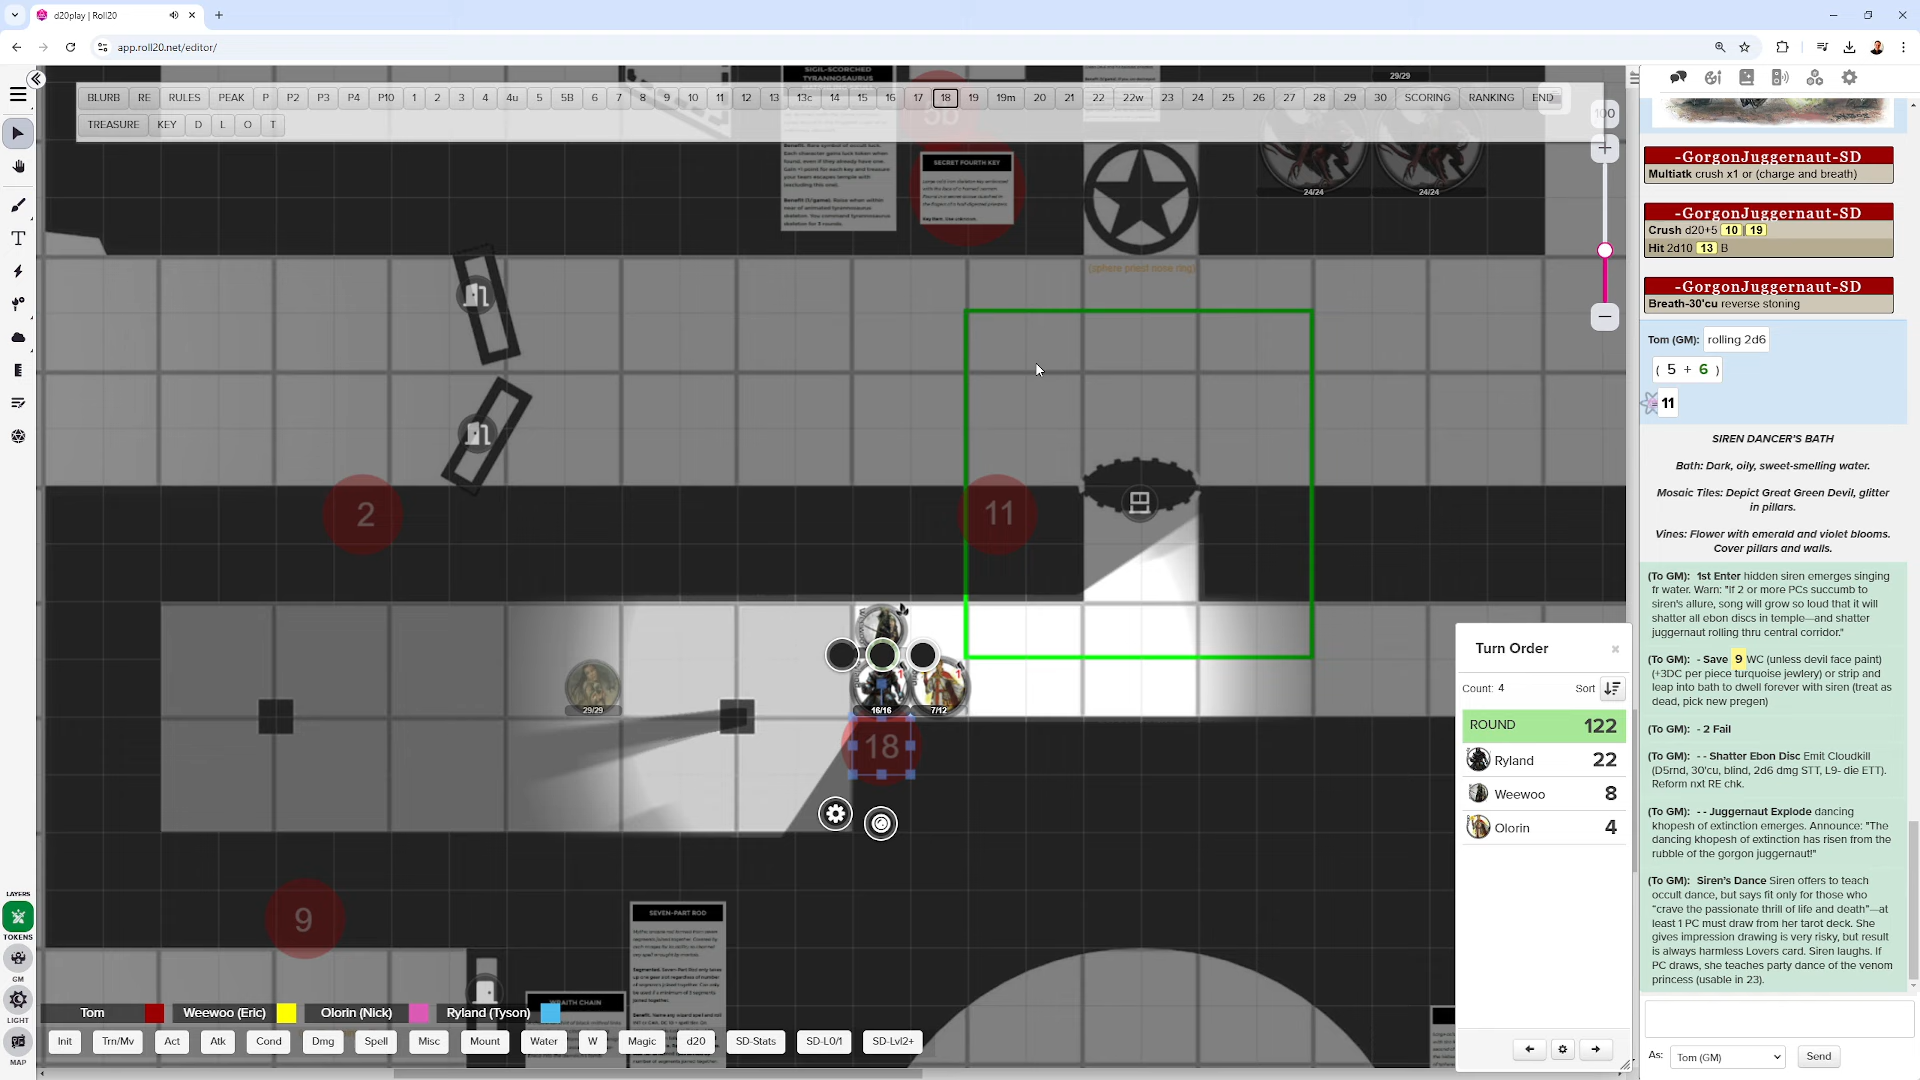 d20play | Roll20
app.roll20.net/editor/
BLURB RE RULES PEAK P P2 P3 P4 P10 1 2 3 4 4u 5 5B 6 7 8 9 10 11 12 13 13c 14 15 16 17 18 19 19m 20 21 22 22w 23 24 25 26 27 28 29 30 SCORING RANKING END
TREASURE KEY D L O T
SIGIL-SCORCHED
TYRANNOSAURUS
29/29
100
5b
SECRET FOURTH KEY
24/24
24/24
(sphere priest nose ring)
2
11
29/29
16/16
7/12
18
9
SEVEN-PART ROD
WRAITH CHAIN
Turn Order
Count: 4
Sort
ROUND 122
Ryland 22
Weewoo 8
Olorin 4
LAYERS
TOKENS
GM
LIGHT
MAP
Tom
Weewoo (Eric)
Olorin (Nick)
Ryland (Tyson)
Init Trn/Mv Act Atk Cond Dmg Spell Misc Mount Water W Magic d20 SD-Stats SD-L0/1 SD-Lvl2+
-GorgonJuggernaut-SD
Multiatk crush x1 or (charge and breath)
-GorgonJuggernaut-SD
Crush d20+5 10 19
Hit 2d10 13 B
-GorgonJuggernaut-SD
Breath-30'cu reverse stoning
Tom (GM): rolling 2d6
( 5 + 6 )
= 11
SIREN DANCER'S BATH
Bath: Dark, oily, sweet-smelling water.
Mosaic Tiles: Depict Great Green Devil, glitter
in pillars.
Vines: Flower with emerald and violet blooms.
Cover pillars and walls.
(To GM): 1st Enter hidden siren emerges singing
fr water. Warn: "If 2 or more PCs succumb to
siren's allure, song will grow so loud that it will
shatter all ebon discs in temple—and shatter
juggernaut rolling thru central corridor."
(To GM): - Save 9 WC (unless devil face paint)
(+3DC per piece turquoise jewlery) or strip and
leap into bath to dwell forever with siren (treat as
dead, pick new pregen)
(To GM): - 2 Fail
(To GM): - - Shatter Ebon Disc Emit Cloudkill
(D5rnd, 30'cu, blind, 2d6 dmg STT, L9- die ETT).
Reform nxt RE chk.
(To GM): - - Juggernaut Explode dancing
khopesh of extinction emerges. Announce: "The
dancing khopesh of extinction has risen from the
rubble of the gorgon juggernaut!"
(To GM): Siren's Dance Siren offers to teach
occult dance, but says fit only for those who
"crave the passionate thrill of life and death"—at
least 1 PC must draw from her tarot deck. She
gives impression drawing is very risky, but result
is always harmless Lovers card. Siren laughs. If
PC draws, she teaches party dance of the venom
princess (usable in 23).
As: Tom (GM) Send